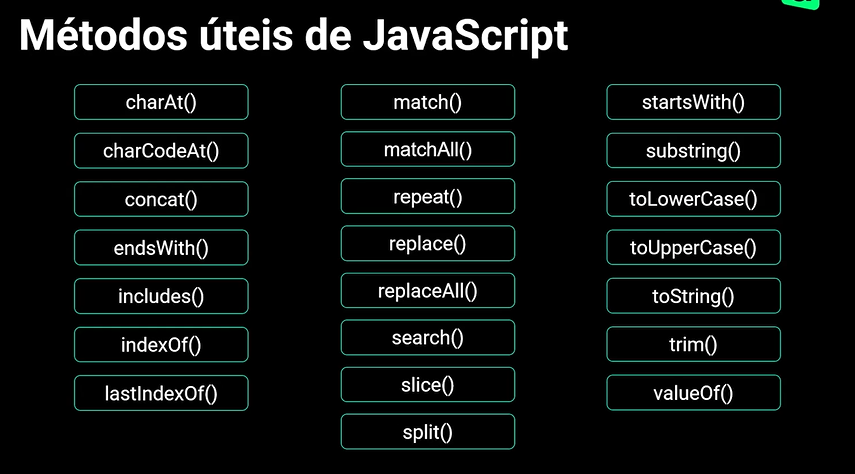 Métodos úteis de JavaScript
charAt()
charCodeAt()
concat()
endsWith()
includes()
indexOf()
lastIndexOf()
match()
matchAll()
repeat()
replace()
replaceAll()
search()
slice()
split()
startsWith()
substring()
toLowerCase()
toUpperCase()
toString()
trim()
valueOf()